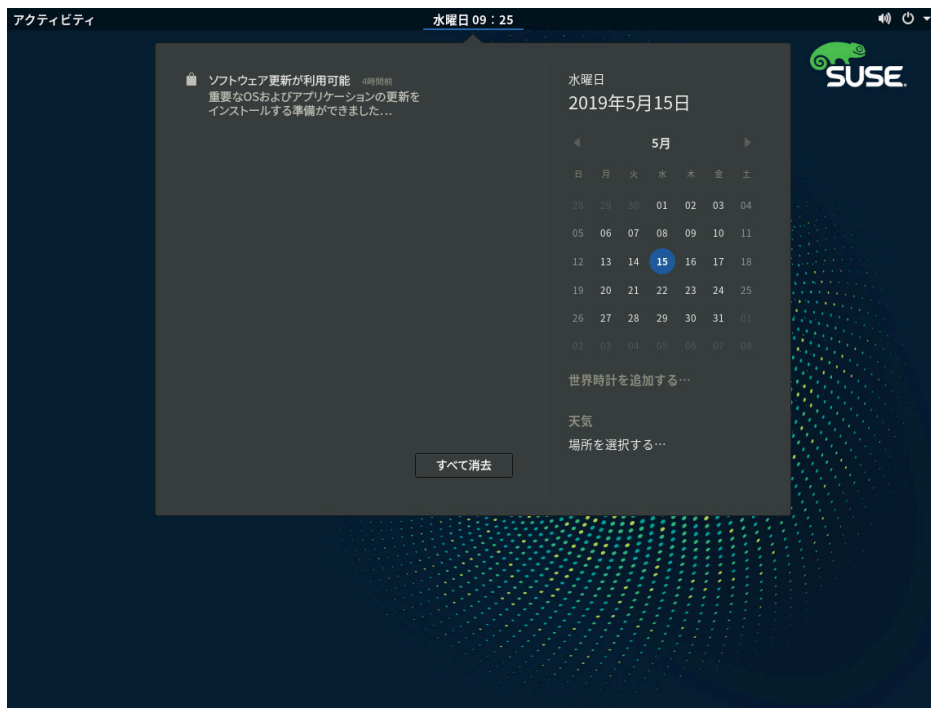 アクティビティ
水曜日 09：25
ソフトウェア更新が利用可能 4時間前
重要なOSおよびアプリケーションの更新を
インストールする準備ができました…
すべて消去
水曜日
2019年5月15日
5月
日 月 火 水 木 金 土
28 29 30 01 02 03 04
05 06 07 08 09 10 11
12 13 14 15 16 17 18
19 20 21 22 23 24 25
26 27 28 29 30 31 01
02 03 04 05 06 07 08
世界時計を追加する…
天気
場所を選択する…
SUSE.